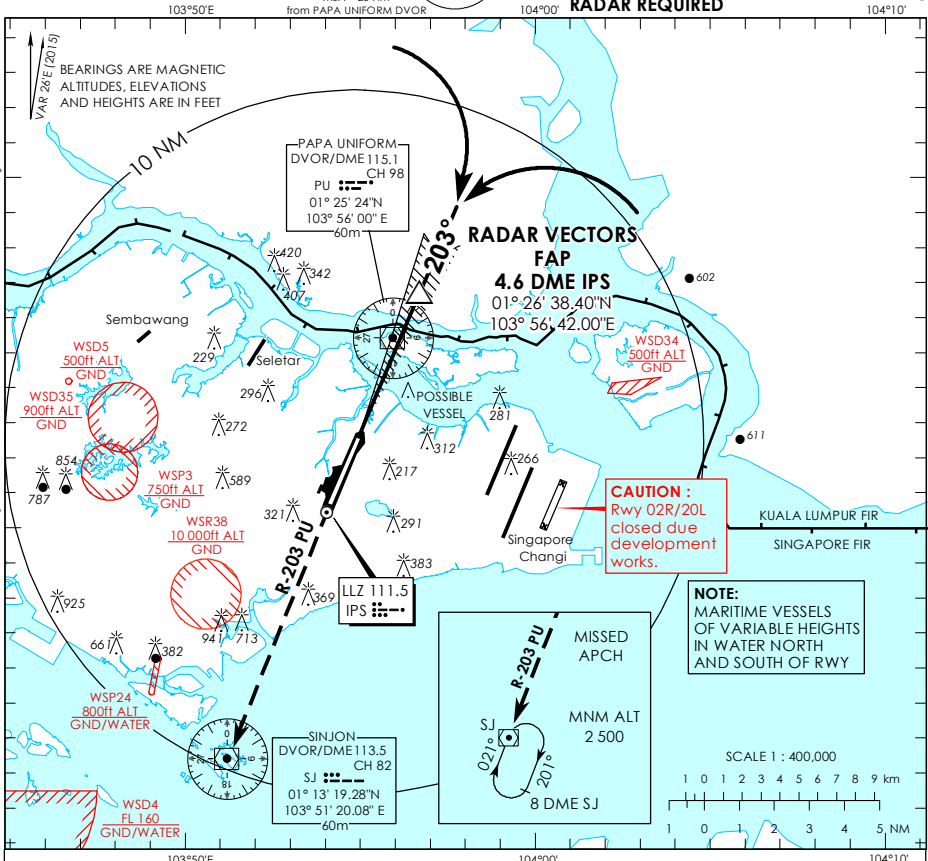 103°50'E
from PAPA UNIFORM DVOR
104°00'E
RADAR REQUIRED
104°10'
VAR 26'E (2015)
BEARINGS ARE MAGNETIC
ALTITUDES, ELEVATIONS
AND HEIGHTS ARE IN FEET
10 NM
PAPA UNIFORM
DVOR/DME 115.1
CH 98
PU
01° 25' 24"N
103° 56' 00" E
60m
203°
RADAR VECTORS
FAP
4.6 DME IPS
01° 26' 38.40"N
103° 56' 42.00"E
420
342
407
602
Sembawang
229
Seletar
296
WSD5
500ft ALT
GND
WSD35
900ft ALT
GND
WSD34
500ft ALT
GND
POSSIBLE
VESSEL
281
272
312
611
854
787
589
217
266
WSP3
750ft ALT
GND
321
291
WSR38
10 000ft ALT
GND
Singapore
Changi
CAUTION :
Rwy 02R/20L
closed due
development
works.
KUALA LUMPUR FIR
SINGAPORE FIR
383
R-203 PU
LLZ 111.5
IPS
369
925
941
713
661
382
NOTE:
MARITIME VESSELS
OF VARIABLE HEIGHTS
IN WATER NORTH
AND SOUTH OF RWY
WSP24
800ft ALT
GND/WATER
R-203 PU
MISSED
APCH
SJ
021°
201°
MNM ALT
2 500
8 DME SJ
0
9
18
27
SINJON
DVOR/DME 113.5
CH 82
SJ
01° 13' 19.28"N
103° 51' 20.08" E
60m
WSD4
FL 160
GND/WATER
SCALE 1 : 400,000
1 0 1 2 3 4 5 6 7 8 9 km
1 0 1 2 3 4 5 NM
103°50'E
104°00'E
104°10'